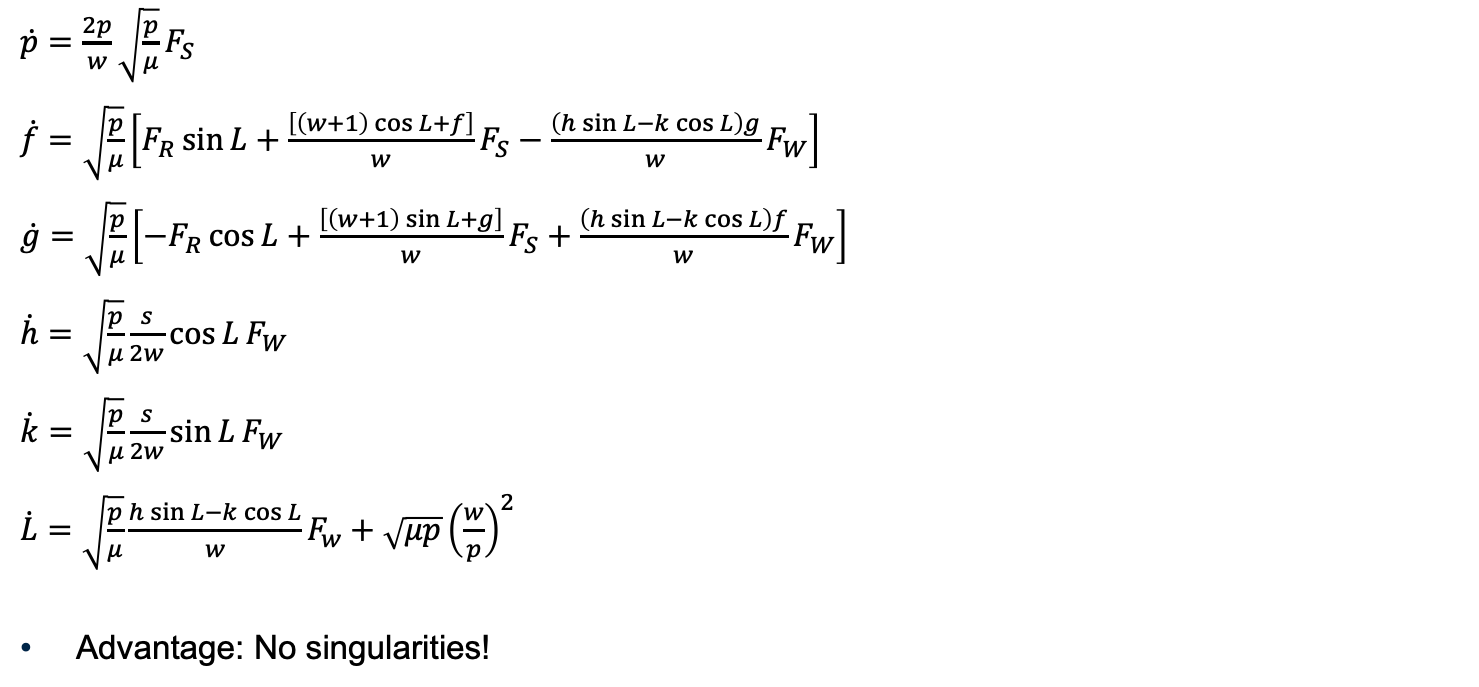 ṗ = 2p/w √(p/μ) F_S
ḟ = √(p/μ) [F_R sin L + [(w+1) cos L+f]/w F_S − (h sin L−k cos L)g/w F_W]
ġ = √(p/μ) [−F_R cos L + [(w+1) sin L+g]/w F_S + (h sin L−k cos L)f/w F_W]
ḣ = √(p/μ) s/2w cos L F_W
k̇ = √(p/μ) s/2w sin L F_W
L̇ = √(p/μ) h sin L−k cos L/w F_w + √μp (w/p)²
• Advantage: No singularities!